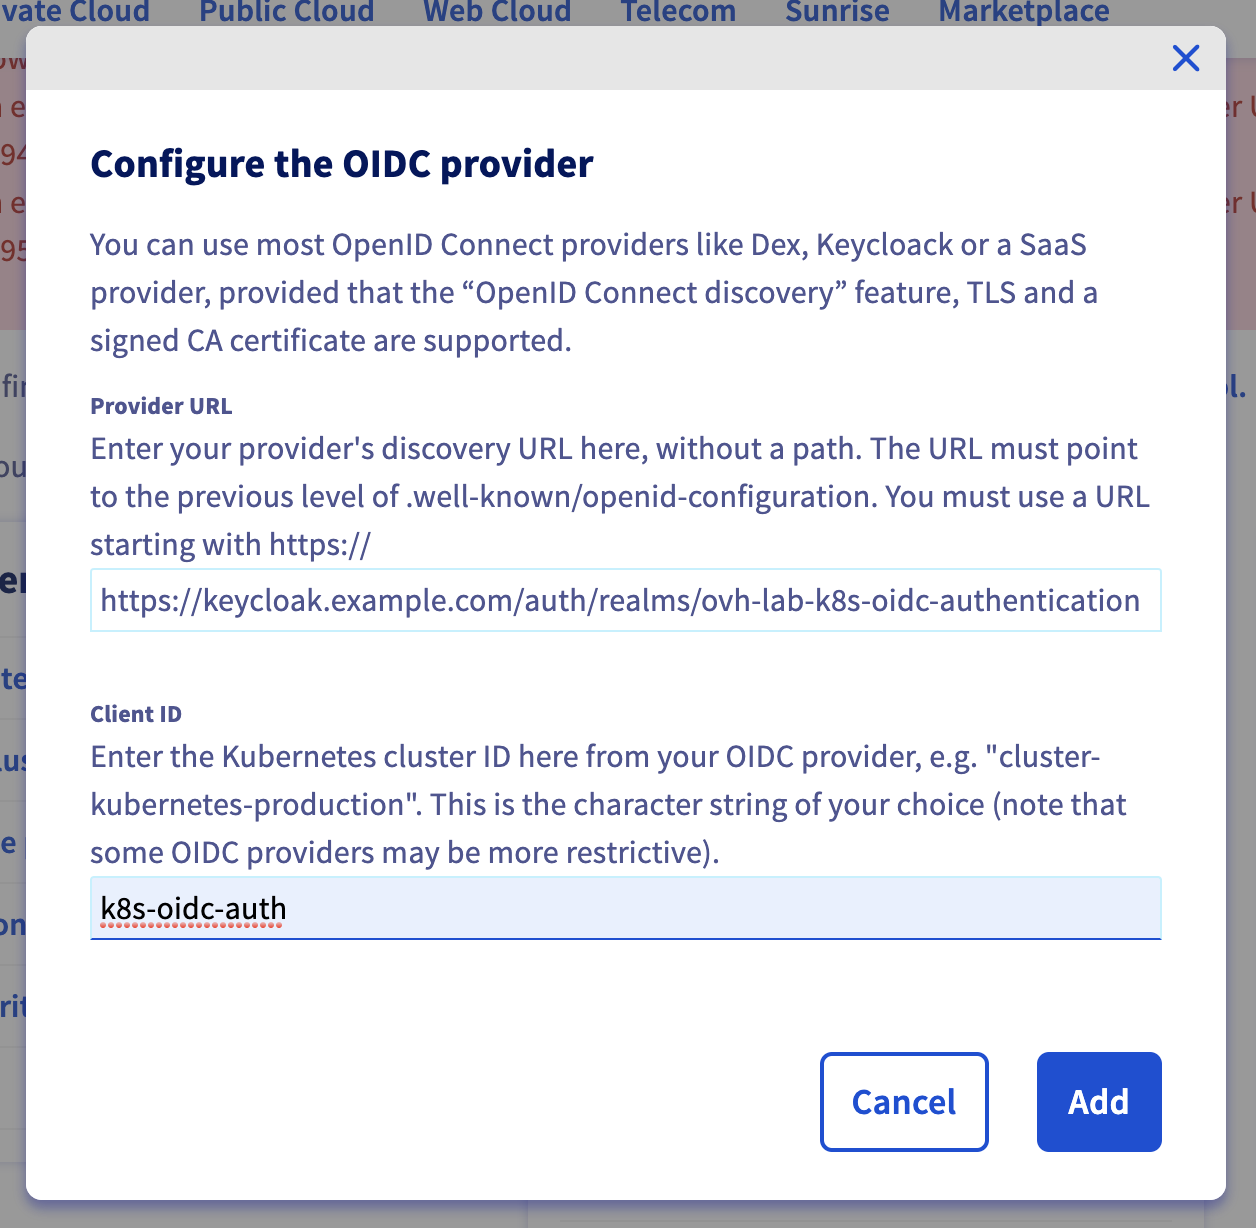 vate Cloud Public Cloud Web Cloud Telecom Sunrise Marketplace
Configure the OIDC provider
You can use most OpenID Connect providers like Dex, Keycloack or a SaaS
provider, provided that the “OpenID Connect discovery” feature, TLS and a
signed CA certificate are supported.
Provider URL
Enter your provider's discovery URL here, without a path. The URL must point
to the previous level of .well-known/openid-configuration. You must use a URL
starting with https://
https://keycloak.example.com/auth/realms/ovh-lab-k8s-oidc-authentication
Client ID
Enter the Kubernetes cluster ID here from your OIDC provider, e.g. "cluster-
kubernetes-production". This is the character string of your choice (note that
some OIDC providers may be more restrictive).
k8s-oidc-auth
Cancel Add